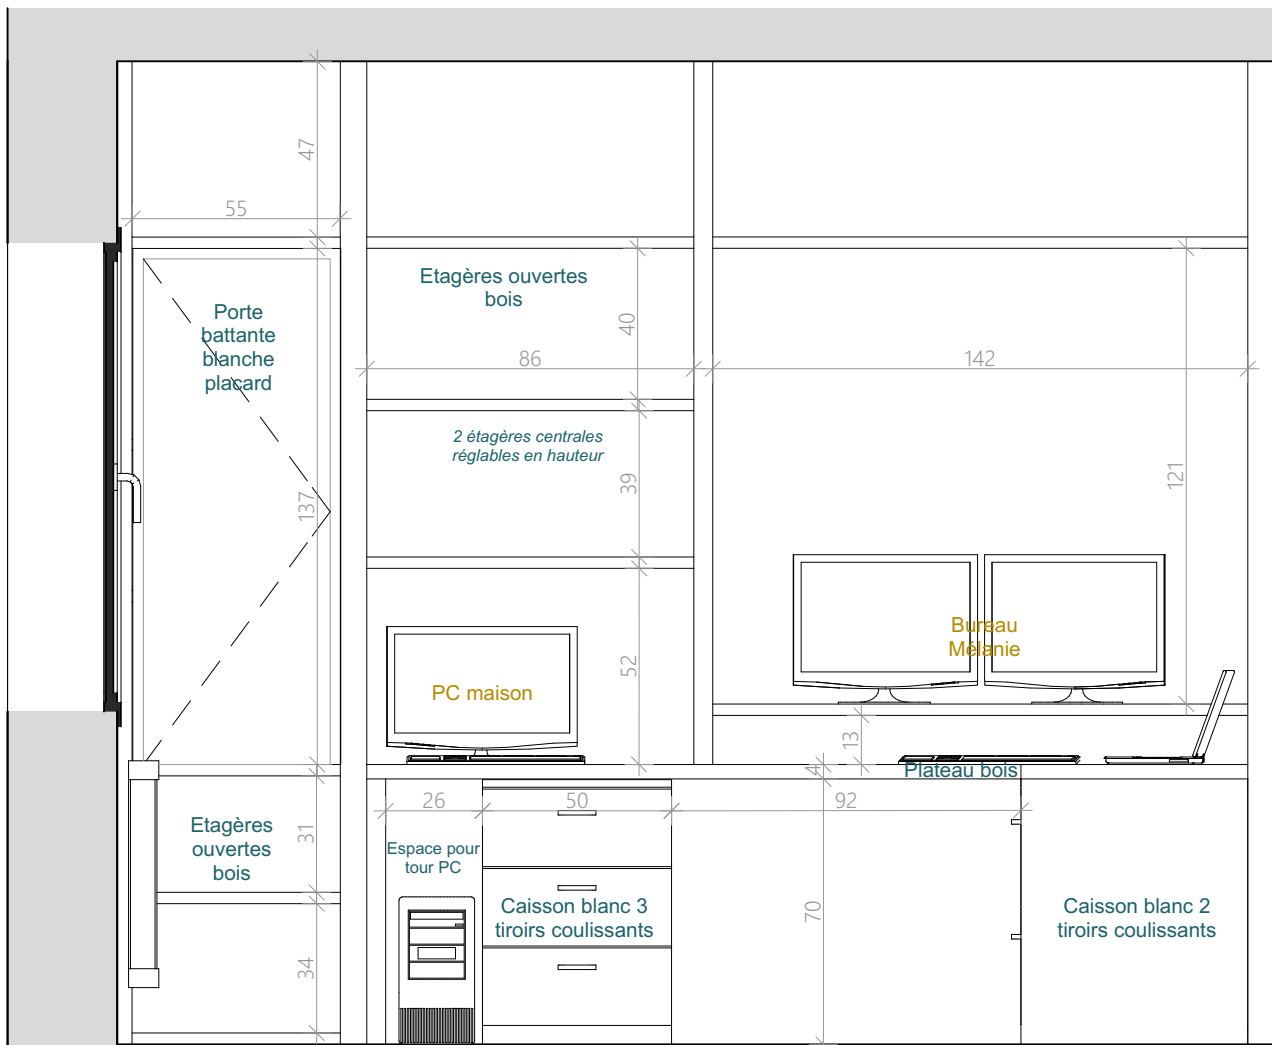 47
55
Etagères ouvertes
bois
Porte
battante
blanche
placard
40
86
142
2 étagères centrales
réglables en hauteur
39
121
137
Bureau
Mélanie
52
PC maison
13
4
Plateau bois
26
50
92
Etagères
ouvertes
bois
31
Espace pour
tour PC
Caisson blanc 3
tiroirs coulissants
70
Caisson blanc 2
tiroirs coulissants
34